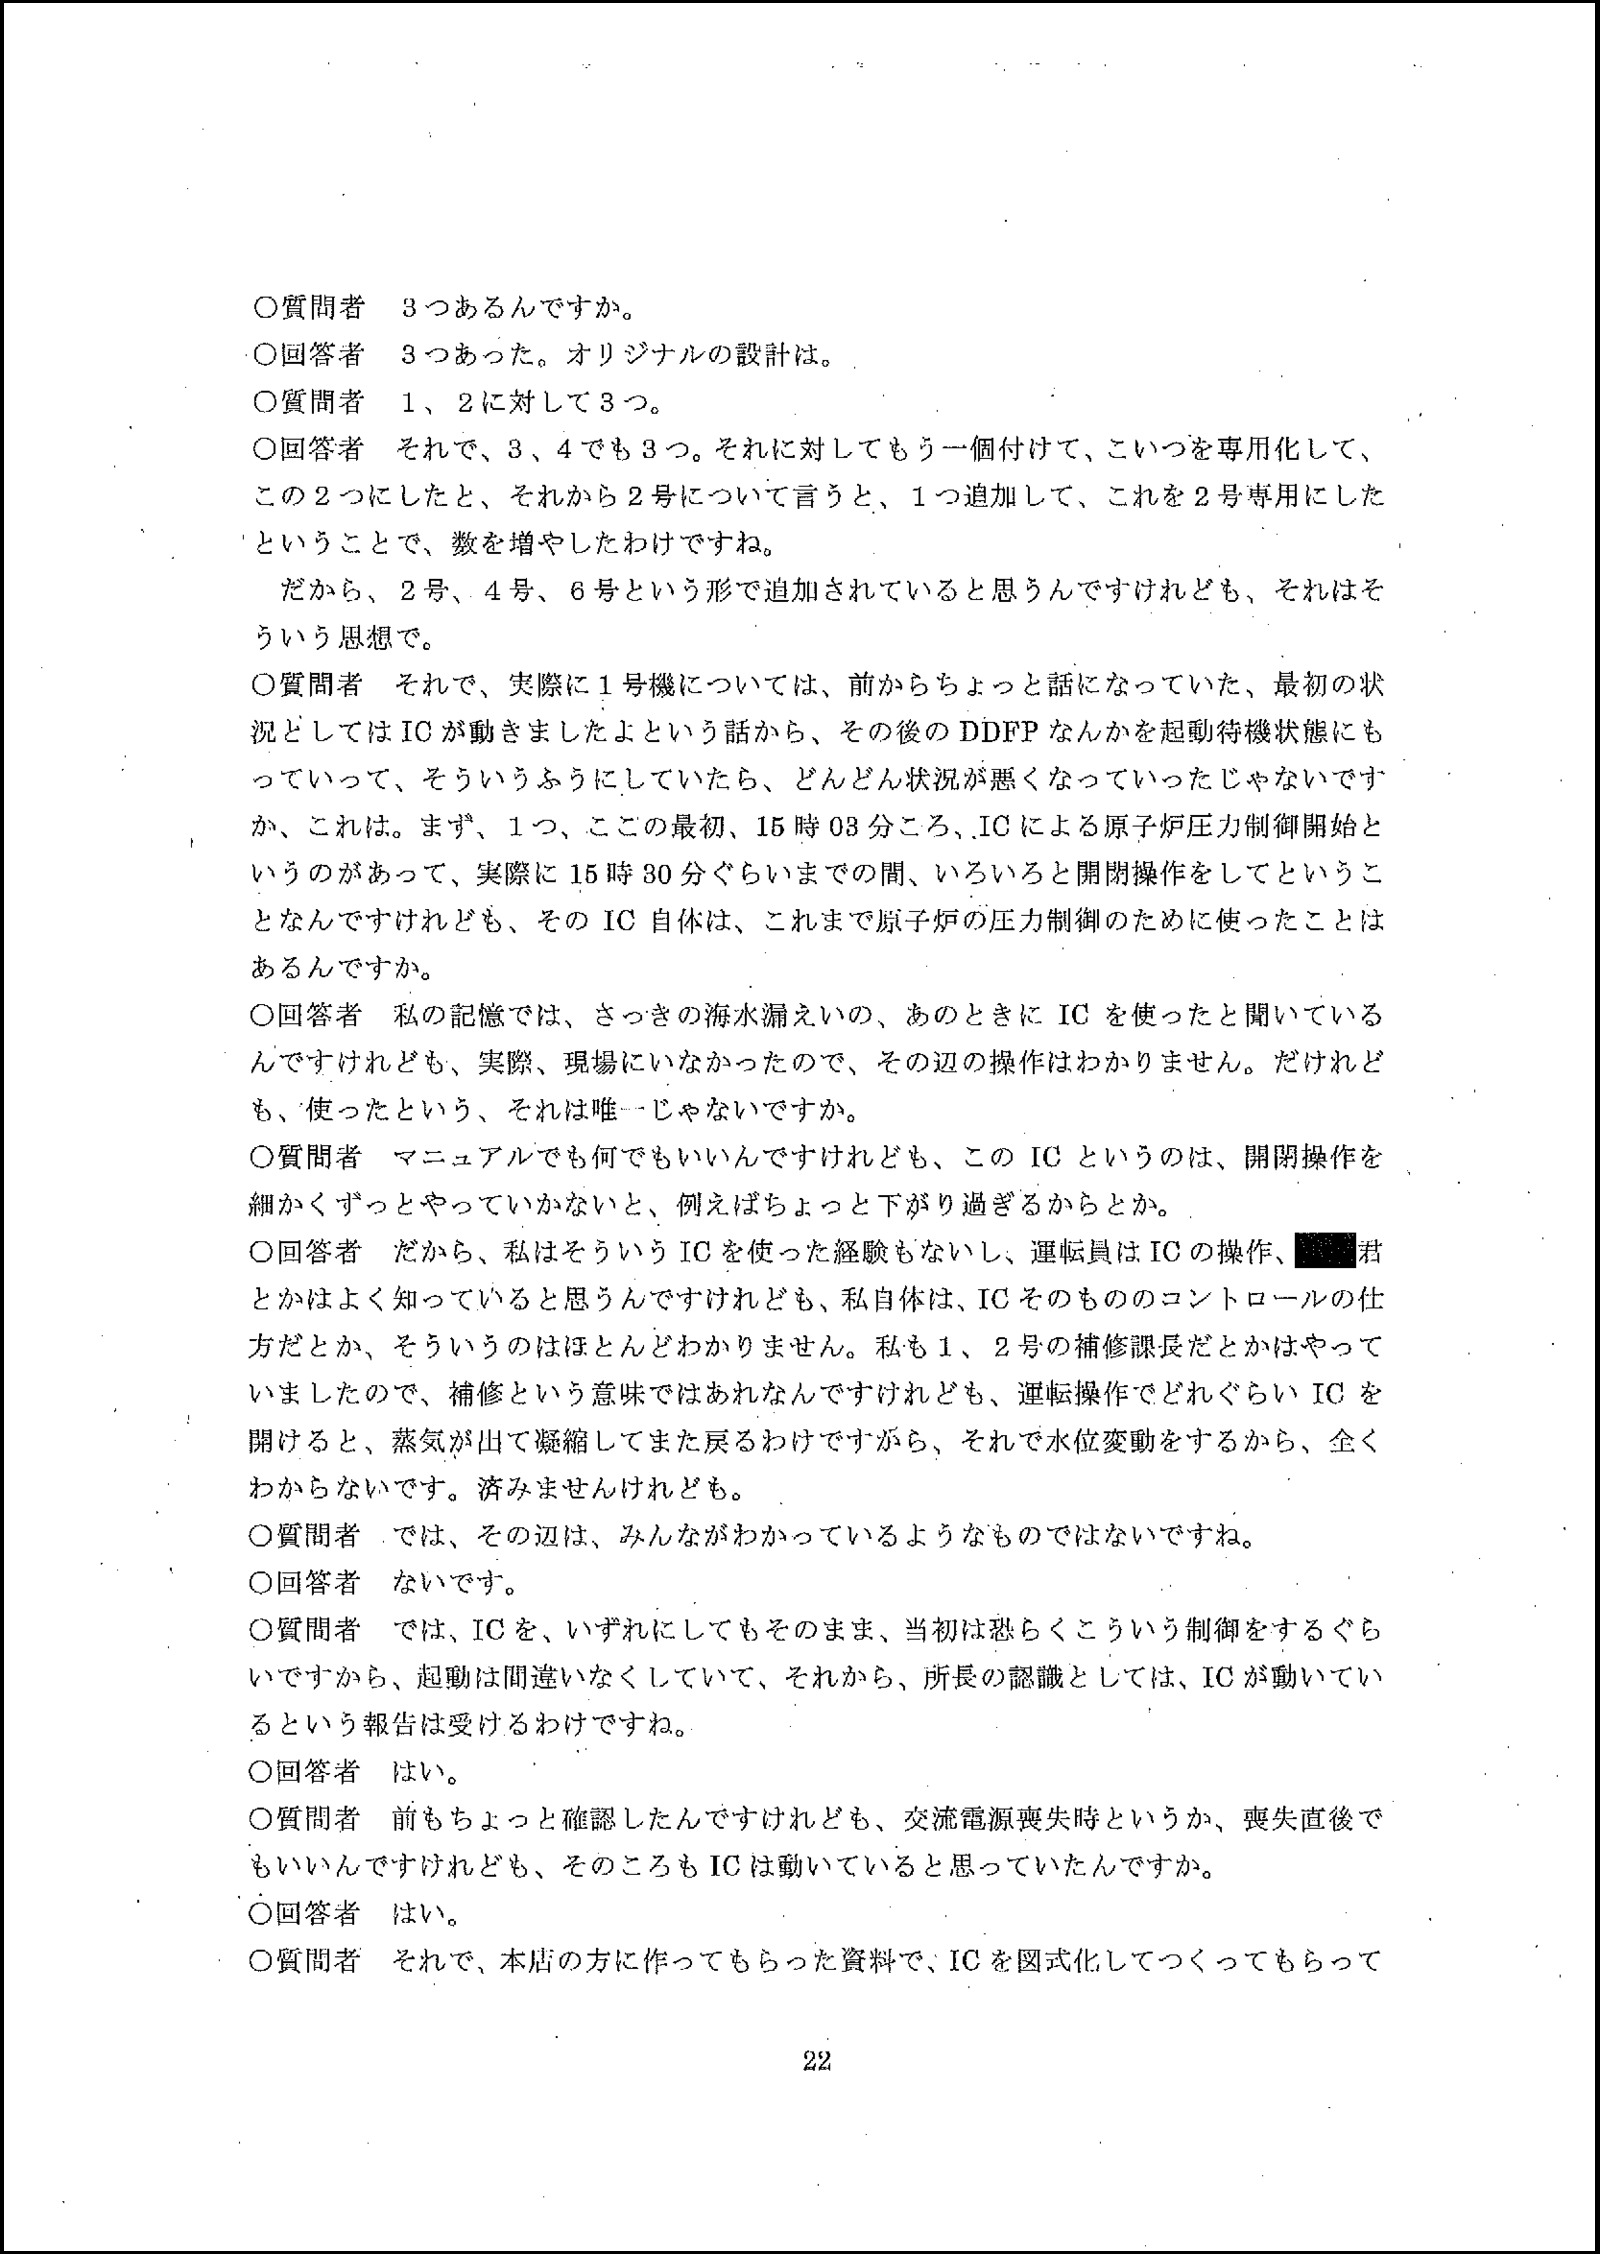 ○質問者　３つあるんですか。
○回答者　３つあった。オリジナルの設計は。
○質問者　１、２に対して３つ。
○回答者　それで、３、４でも３つ。それに対してもう一個付けて、こいつを専用化して、
この２つにしたと、それから２号について言うと、１つ追加して、これを２号専用にした
ということで、数を増やしたわけですね。
　だから、２号、４号、６号という形で追加されていると思うんですけれども、それはそ
ういう思想で。
○質問者　それで、実際に１号機については、前からちょっと話になっていた、最初の状
況としては IC が動きましたよという話から、その後の DDFP なんかを起動待機状態にも
っていって、そういうふうにしていたら、どんどん状況が悪くなっていったじゃないです
か、これは。まず、１つ、ここの最初、15 時 03 分ころ、IC による原子炉圧力制御開始と
いうのがあって、実際に 15 時 30 分ぐらいまでの間、いろいろと開閉操作をしてというこ
となんですけれども、その IC 自体は、これまで原子炉の圧力制御のために使ったことは
あるんですか。
○回答者　私の記憶では、さっきの海水漏えいの、あのときに IC を使ったと聞いている
んですけれども、実際、現場にいなかったので、その辺の操作はわかりません。だけれど
も、使ったという、それは唯一じゃないですか。
○質問者　マニュアルでも何でもいいんですけれども、この IC というのは、開閉操作を
細かくずっとやっていかないと、例えばちょっと下がり過ぎるからとか。
○回答者　だから、私はそういう IC を使った経験もないし、運転員は IC の操作、君
とかはよく知っていると思うんですけれども、私自体は、IC そのもののコントロールの仕
方だとか、そういうのはほとんどわかりません。私も１、２号の補修課長だとかはやって
いましたので、補修という意味ではあれなんですけれども、運転操作でどれぐらい IC を
開けると、蒸気が出て凝縮してまた戻るわけですから、それで水位変動をするから、全く
わからないです。済みませんけれども。
○質問者　では、その辺は、みんながわかっているようなものではないですね。
○回答者　ないです。
○質問者　では、IC を、いずれにしてもそのまま、当初は恐らくこういう制御をするぐら
いですから、起動は間違いなくしていて、それから、所長の認識としては、IC が動いてい
るという報告は受けるわけですね。
○回答者　はい。
○質問者　前もちょっと確認したんですけれども、交流電源喪失時というか、喪失直後で
もいいんですけれども、そのころも IC は動いていると思っていたんですか。
○回答者　はい。
○質問者　それで、本店の方に作ってもらった資料で、IC を図式化してつくってもらって
22